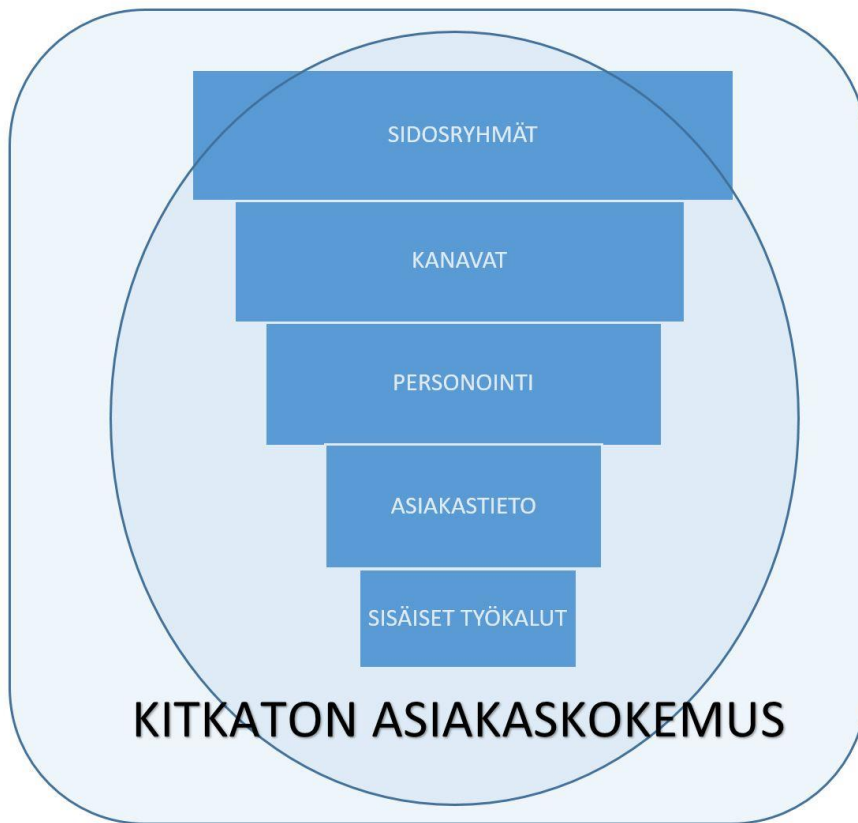 SIDOSRYHMÄT
KANAVAT
PERSONOINTI
ASIAKASTIETO
SISÄISET TYÖKALUT
KITKATON ASIAKASKOKEMUS